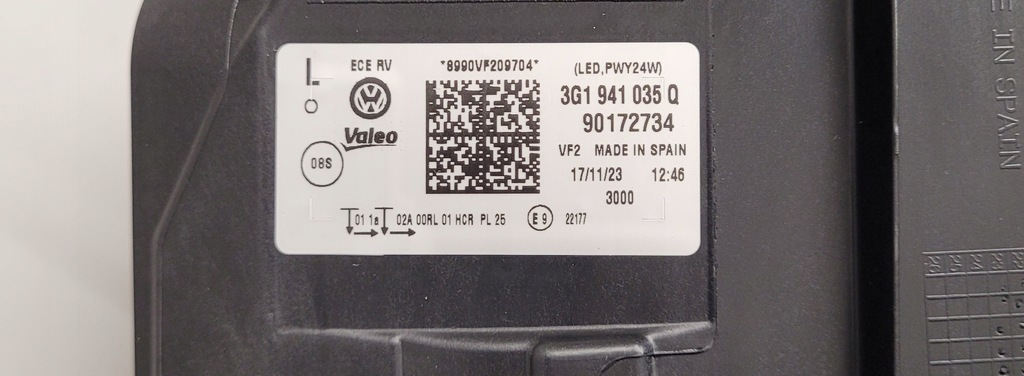 L
ECE RV
*8990VF209704*
(LED,PWY24W)
3G1 941 035 Q
90172734
Valeo
VF2 MADE IN SPAIN
08S
17/11/23 12:46
3000
01 1a 02A 00RL 01 HCR PL 25 E9 22177
E IN SPAIN